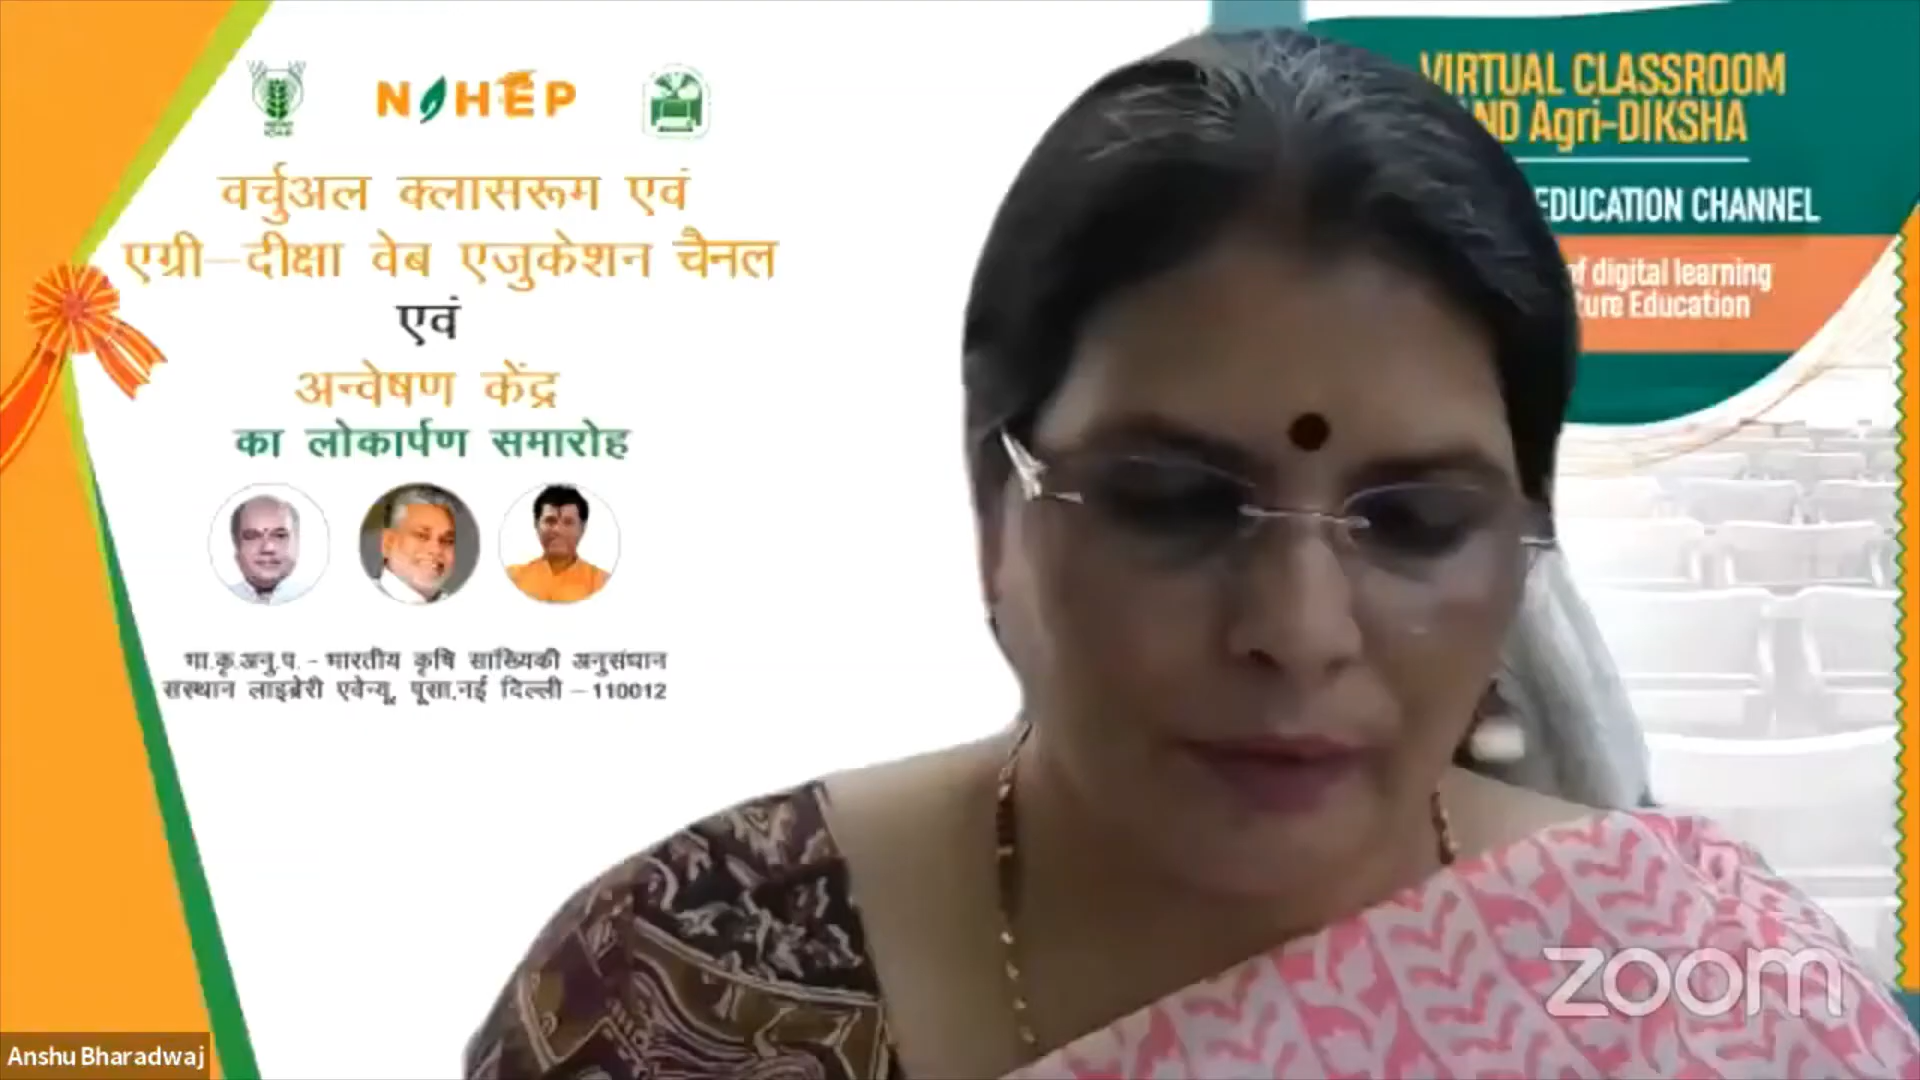 NAHEP
वर्चुअल क्लासरूम एवं
एग्री-दीक्षा वेब एजुकेशन चैनल
एवं
अन्वेषण केंद्र
का लोकार्पण समारोह
भा.कृ.अनु.प. - भारतीय कृषि सांख्यिकी अनुसंधान
संस्थान लाइब्रेरी एवेन्यू, पूसा,नई दिल्ली - 110012
VIRTUAL CLASSROOM
ND Agri-DIKSHA
EDUCATION CHANNEL
of digital learning
ture Education
zoom
Anshu Bharadwaj